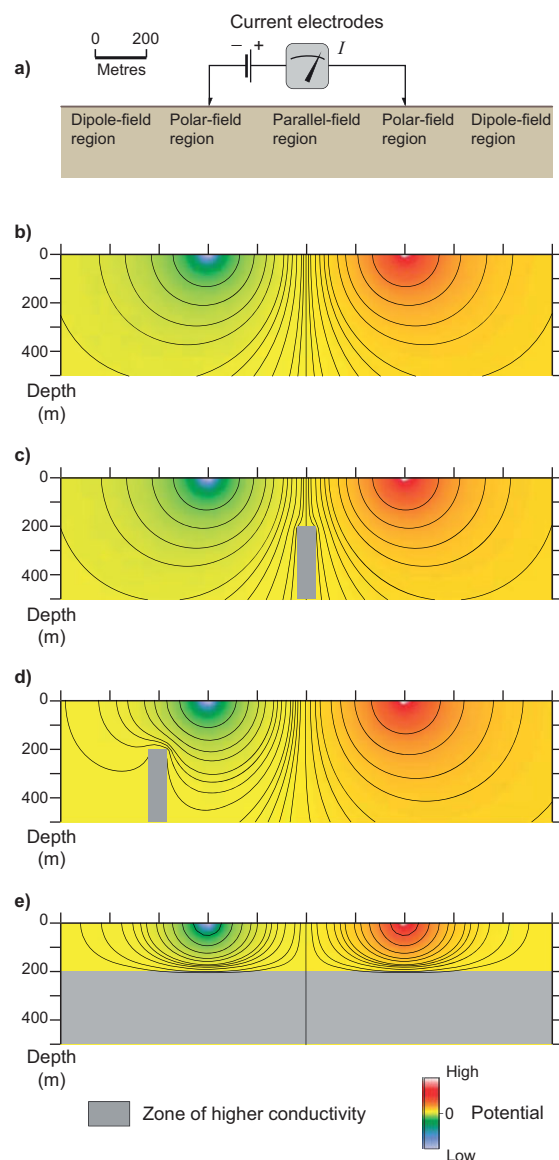 Current electrodes
0 200
Metres
a)
– +
I
Dipole-field region
Polar-field region
Parallel-field region
Polar-field region
Dipole-field region
b)
0
200
400
Depth
(m)
c)
0
200
400
Depth
(m)
d)
0
200
400
Depth
(m)
e)
0
200
400
Depth
(m)
Zone of higher conductivity
High
0
Low
Potential